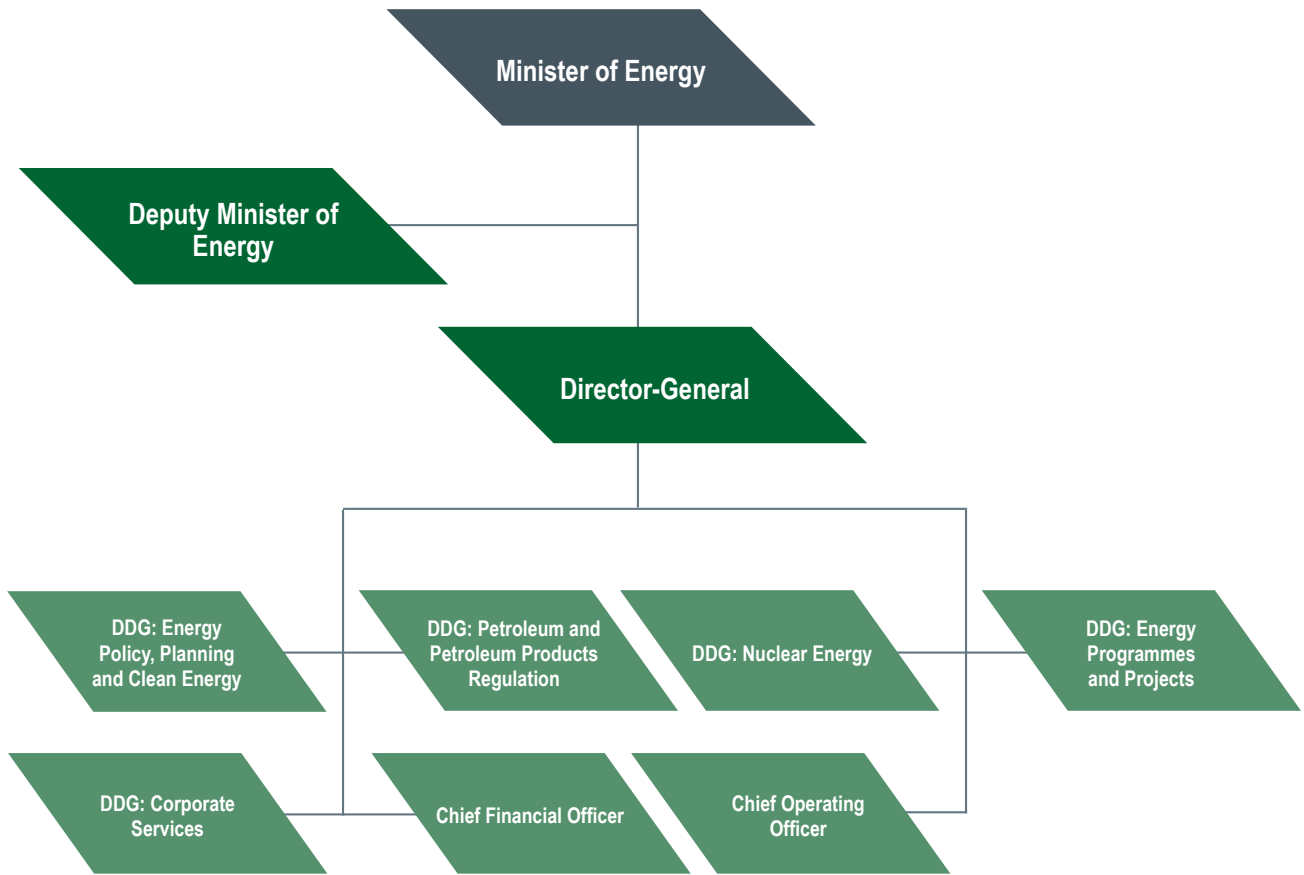 Minister of Energy
Deputy Minister of
Energy
Director-General
DDG: Energy
Policy, Planning
and Clean Energy
DDG: Petroleum and
Petroleum Products
Regulation
DDG: Nuclear Energy
DDG: Energy
Programmes
and Projects
DDG: Corporate
Services
Chief Financial Officer
Chief Operating
Officer